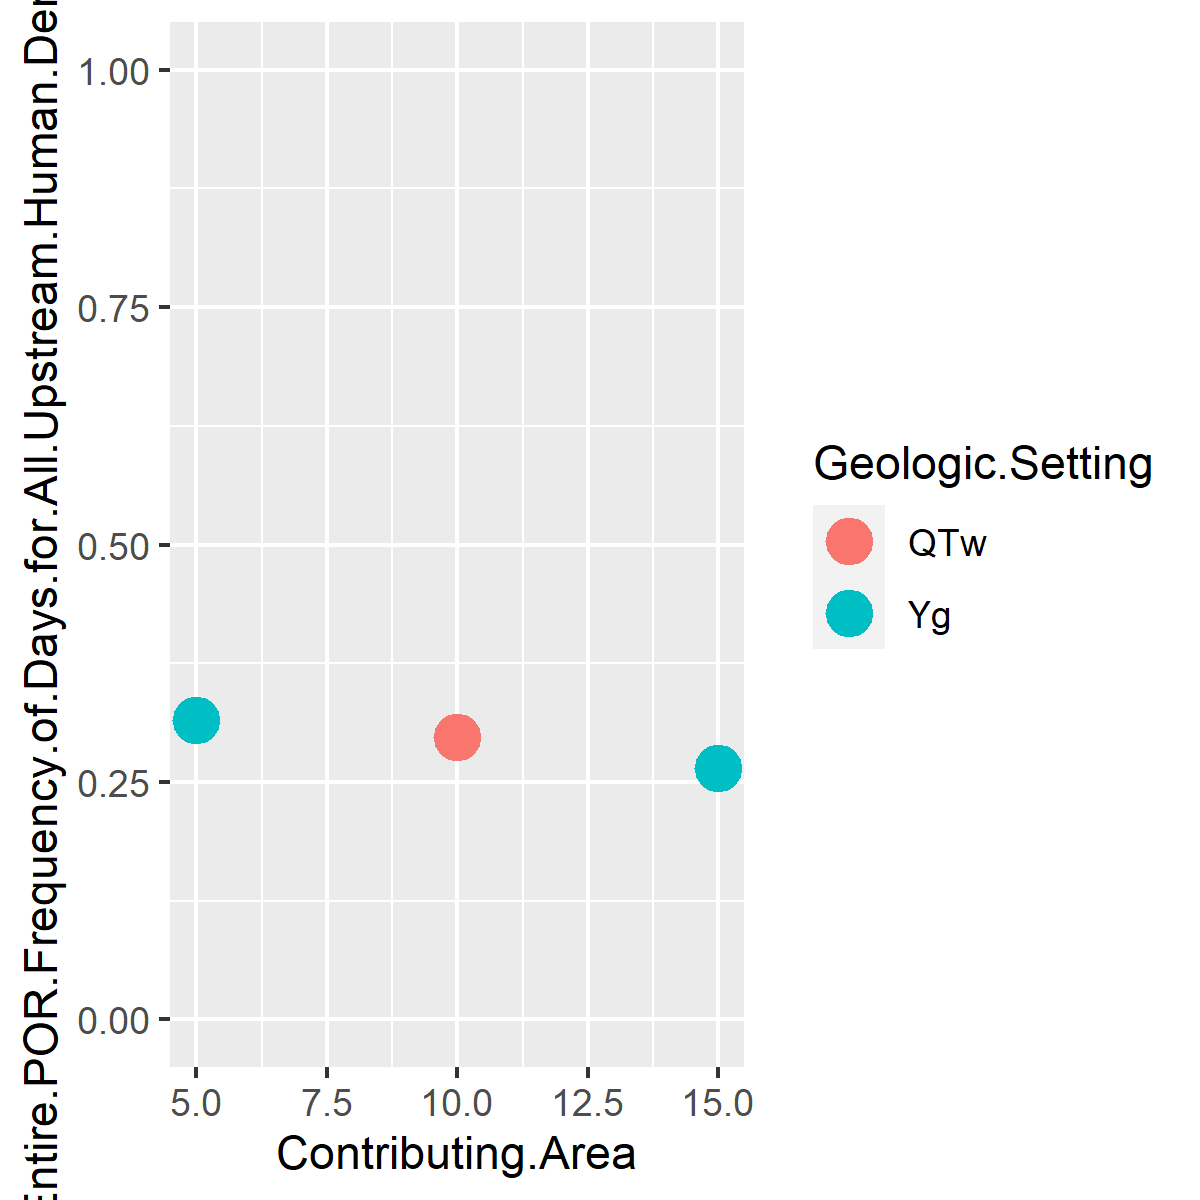 Entire.POR.Frequency.of.Days.for.All.Upstream.Human.Der
1.00
0.75
0.50
0.25
0.00
5.0 7.5 10.0 12.5 15.0
Contributing.Area
Geologic.Setting
QTw
Yg